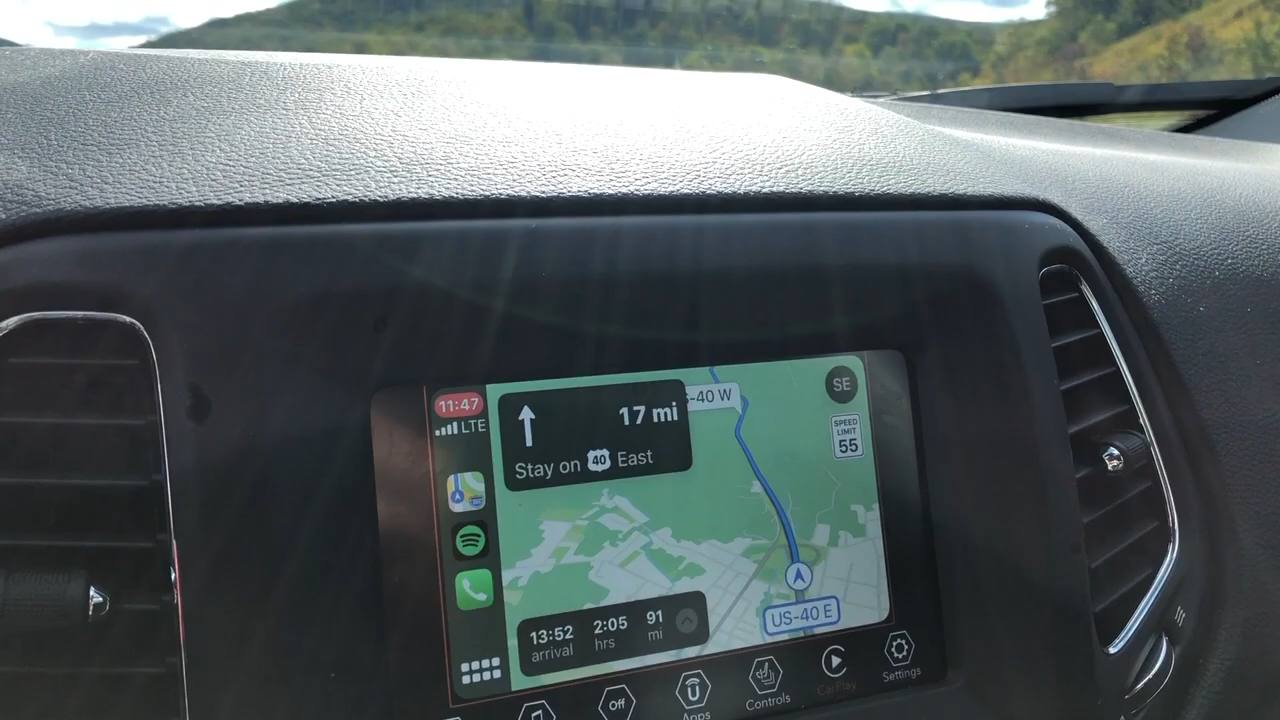 11:47
LTE
17 mi
Stay on 40 East
-40 W
SE
SPEED
LIMIT
55
13:52 2:05 91
arrival hrs mi
US-40 E
Off
Apps
Controls
CarPlay
Settings